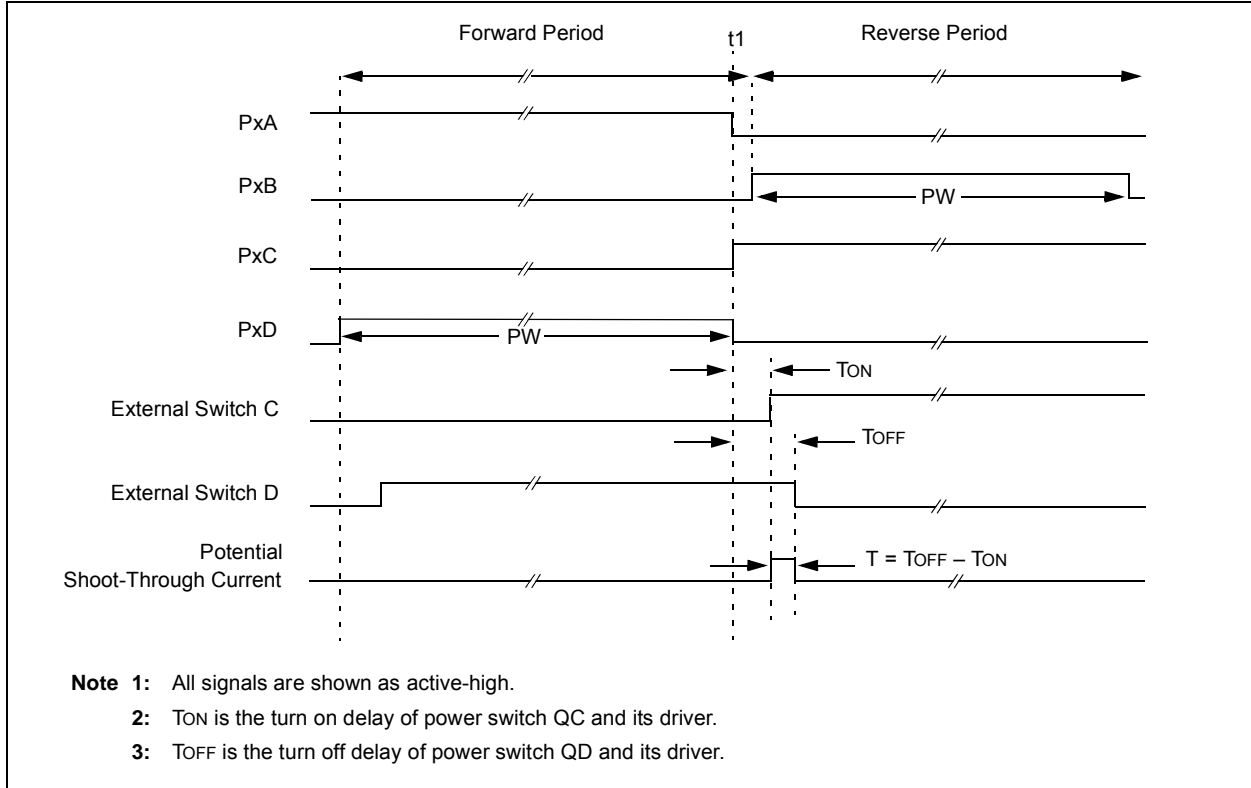 Forward Period
t1
Reverse Period
PxA
PxB
PW
PxC
PxD
PW
TON
External Switch C
TOFF
External Switch D
Potential
Shoot-Through Current
T = TOFF – TON
Note 1: All signals are shown as active-high.
2: TON is the turn on delay of power switch QC and its driver.
3: TOFF is the turn off delay of power switch QD and its driver.